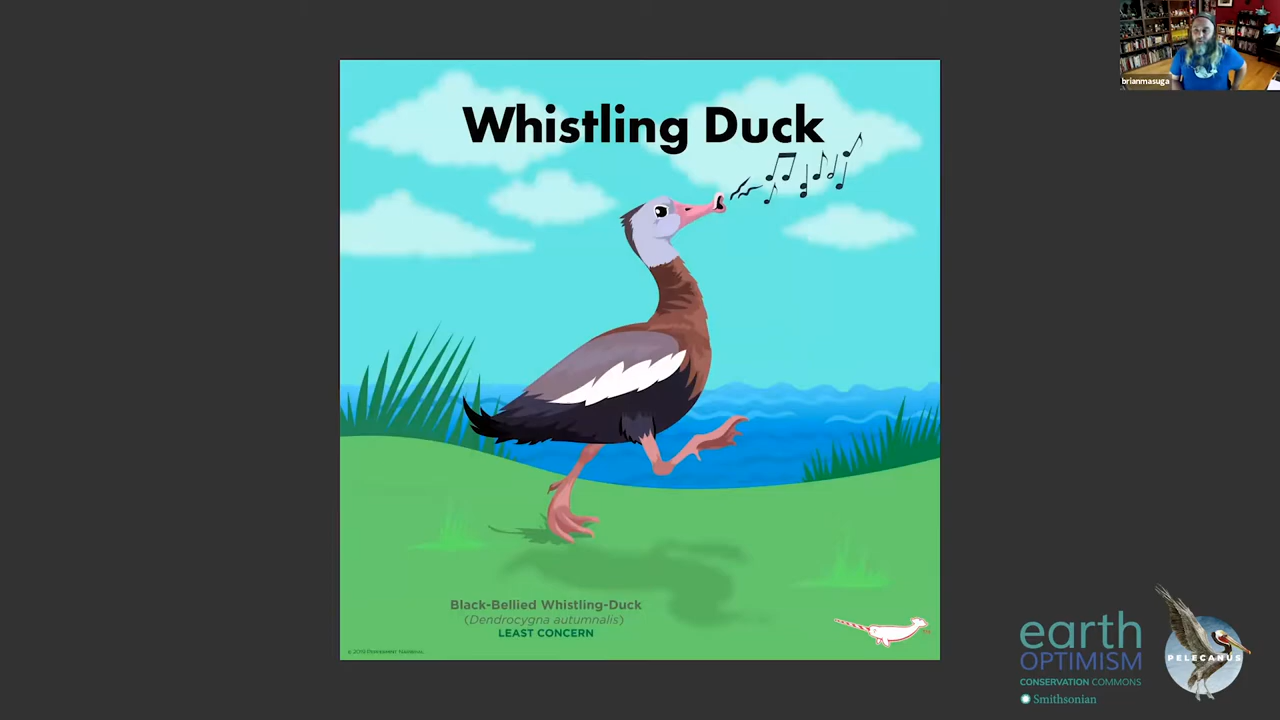 brianmasuga
Whistling Duck
Black-Bellied Whistling-Duck
(Dendrocygna autumnalis)
LEAST CONCERN
earth
OPTIMISM
CONSERVATION COMMONS
Smithsonian
PELECANUS